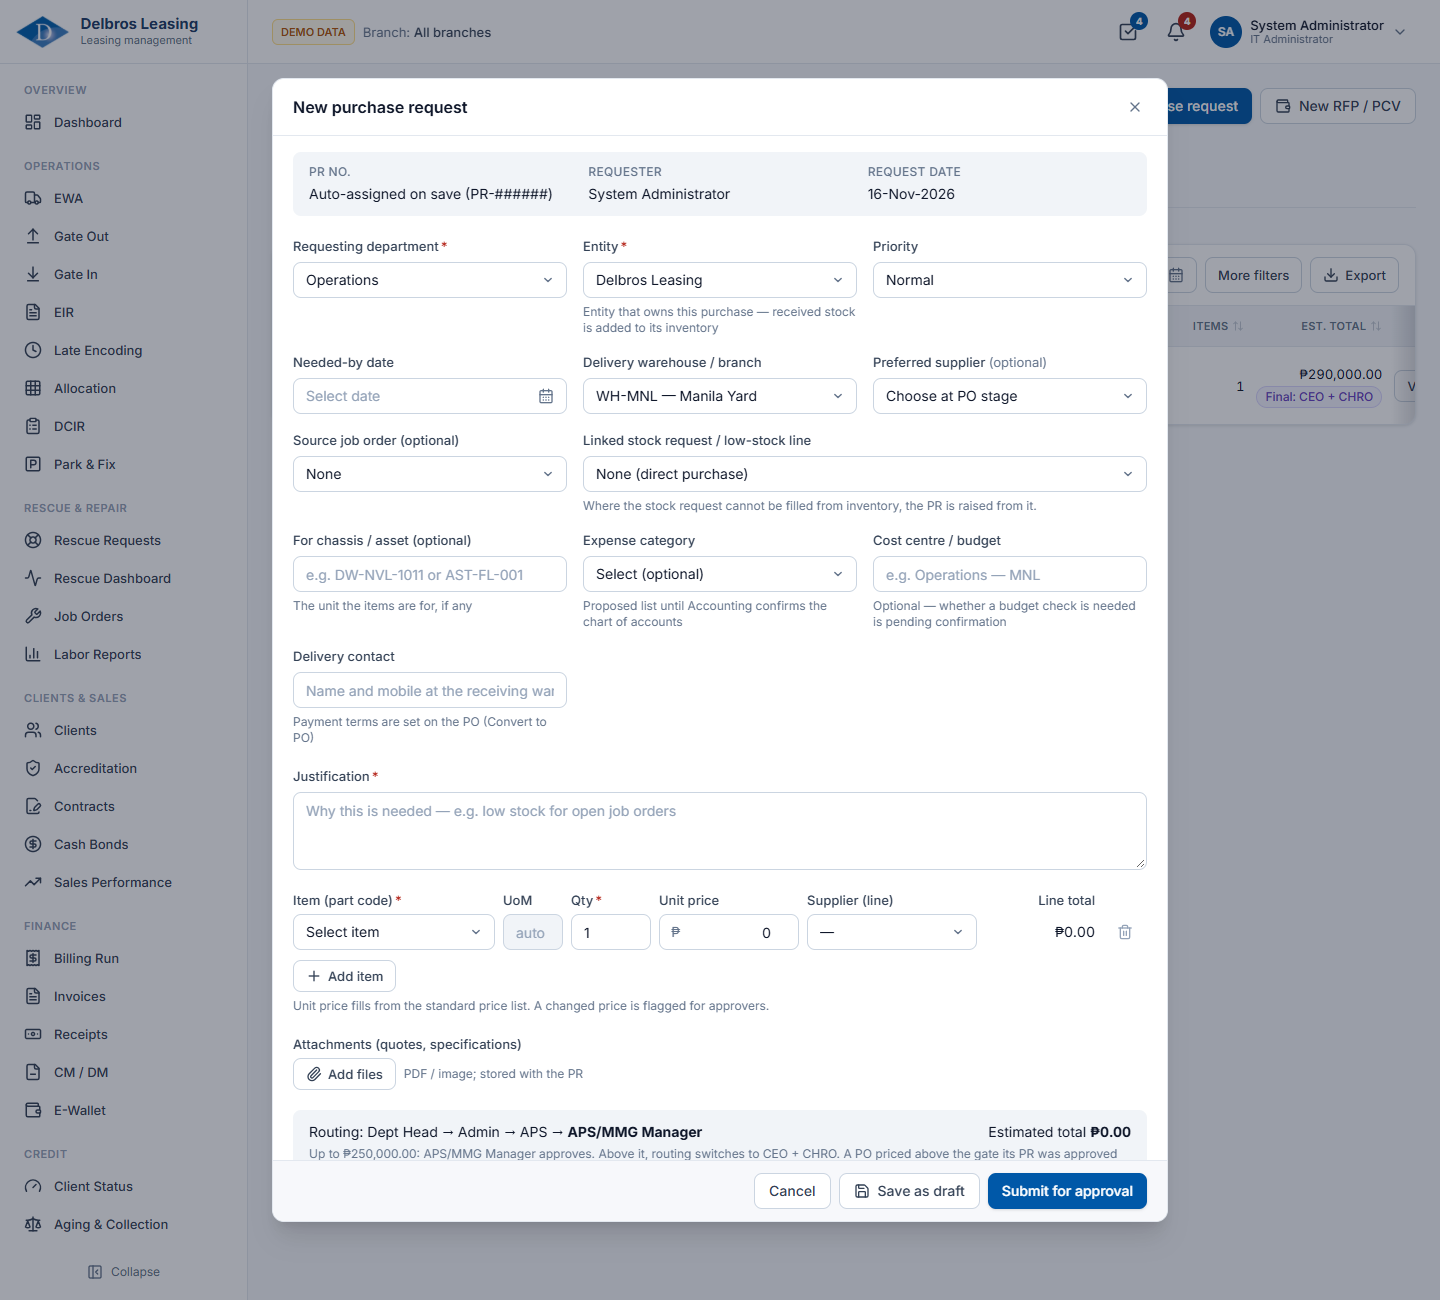 Delbros Leasing
Leasing management
DEMO DATA
Branch: All branches
4
4
SA
System Administrator
IT Administrator
OVERVIEW
Dashboard
OPERATIONS
EWA
Gate Out
Gate In
EIR
Late Encoding
Allocation
DCIR
Park & Fix
RESCUE & REPAIR
Rescue Requests
Rescue Dashboard
Job Orders
Labor Reports
CLIENTS & SALES
Clients
Accreditation
Contracts
Cash Bonds
Sales Performance
FINANCE
Billing Run
Invoices
Receipts
CM / DM
E-Wallet
CREDIT
Client Status
Aging & Collection
Collapse
se request
New RFP / PCV
More filters
Export
ITEMS
EST. TOTAL
1
₱290,000.00
Final: CEO + CHRO
New purchase request
PR NO.
REQUESTER
REQUEST DATE
Auto-assigned on save (PR-######)
System Administrator
16-Nov-2026
Requesting department *
Entity *
Priority
Operations
Delbros Leasing
Normal
Entity that owns this purchase — received stock
is added to its inventory
Needed-by date
Delivery warehouse / branch
Preferred supplier (optional)
Select date
WH-MNL — Manila Yard
Choose at PO stage
Source job order (optional)
Linked stock request / low-stock line
None
None (direct purchase)
Where the stock request cannot be filled from inventory, the PR is raised from it.
For chassis / asset (optional)
Expense category
Cost centre / budget
e.g. DW-NVL-1011 or AST-FL-001
Select (optional)
e.g. Operations — MNL
The unit the items are for, if any
Proposed list until Accounting confirms the
chart of accounts
Optional — whether a budget check is needed
is pending confirmation
Delivery contact
Name and mobile at the receiving war
Payment terms are set on the PO (Convert to
PO)
Justification *
Why this is needed — e.g. low stock for open job orders
Item (part code) *
UoM
Qty *
Unit price
Supplier (line)
Line total
Select item
auto
1
₱
0
—
₱0.00
Add item
Unit price fills from the standard price list. A changed price is flagged for approvers.
Attachments (quotes, specifications)
Add files
PDF / image; stored with the PR
Routing: Dept Head → Admin → APS → APS/MMG Manager
Estimated total ₱0.00
Up to ₱250,000.00: APS/MMG Manager approves. Above it, routing switches to CEO + CHRO. A PO priced above the gate its PR was approved
Cancel
Save as draft
Submit for approval